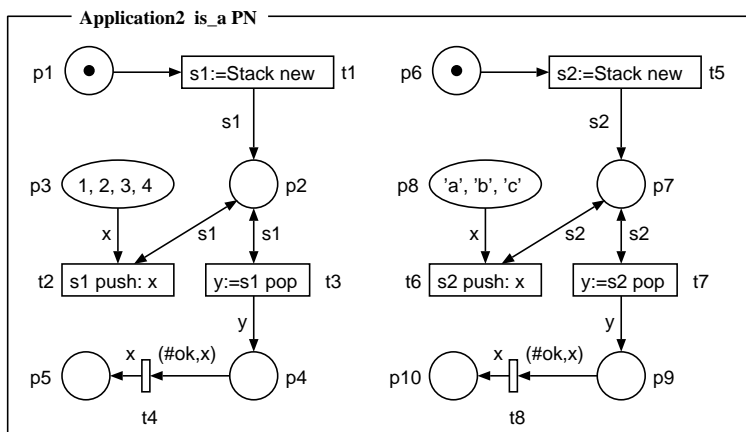 Application2 is_a PN
p1 s1:=Stack new t1 p6 s2:=Stack new t5
s1 s2
p3 1, 2, 3, 4 p2 p8 'a', 'b', 'c' p7
x s1 s1 x s2 s2
t2 s1 push: x y:=s1 pop t3 t6 s2 push: x y:=s2 pop t7
y y
p5 x (#ok,x) p4 p10 x (#ok,x) p9
t4 t8